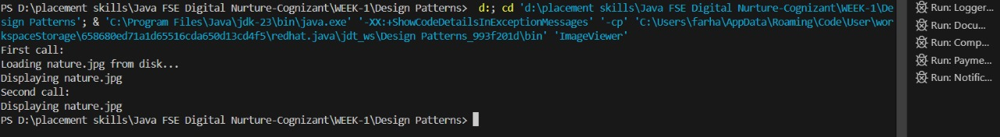 PS D:\placement skills\Java FSE Digital Nurture-Cognizant\WEEK-1\Design Patterns>  d:; cd 'd:\placement skills\Java FSE Digital Nurture-Cognizant\WEEK-1\De
sign Patterns'; & 'C:\Program Files\Java\jdk-23\bin\java.exe' '-XX:+ShowCodeDetailsInExceptionMessages' '-cp' 'C:\Users\farha\AppData\Roaming\Code\User\wor
kspaceStorage\658680ed71a1d65516cda650d13cd4f5\redhat.java\jdt_ws\Design Patterns_993f201d\bin' 'ImageViewer'
First call:
Loading nature.jpg from disk...
Displaying nature.jpg
Second call:
Displaying nature.jpg
PS D:\placement skills\Java FSE Digital Nurture-Cognizant\WEEK-1\Design Patterns>
Run: Logger...
Run: Docu...
Run: Comp...
Run: Payme...
Run: Notific...